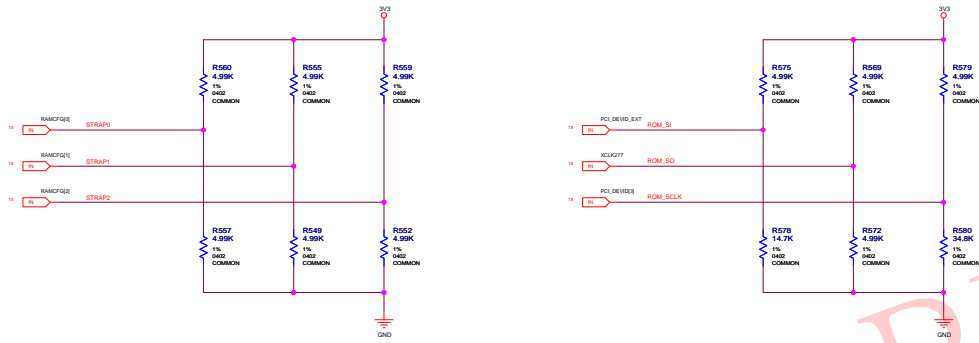 3V3
R560
4.99K
1%
0402
COMMON
R555
4.99K
1%
0402
COMMON
R559
4.99K
1%
0402
COMMON
RAMCFG[0]
IN
STRAP0
RAMCFG[1]
IN
STRAP1
RAMCFG[2]
IN
STRAP2
R557
4.99K
1%
0402
COMMON
R549
4.99K
1%
0402
COMMON
R552
4.99K
1%
0402
COMMON
GND
3V3
R575
4.99K
1%
0402
COMMON
R569
4.99K
1%
0402
COMMON
R579
4.99K
1%
0402
COMMON
PCI_DEVID_EXT
IN
ROM_SI
XCLK277
IN
ROM_SO
PCI_DEVID[3]
IN
ROM_SCLK
R578
14.7K
1%
0402
COMMON
R572
4.99K
1%
0402
COMMON
R580
34.8K
1%
0402
COMMON
GND